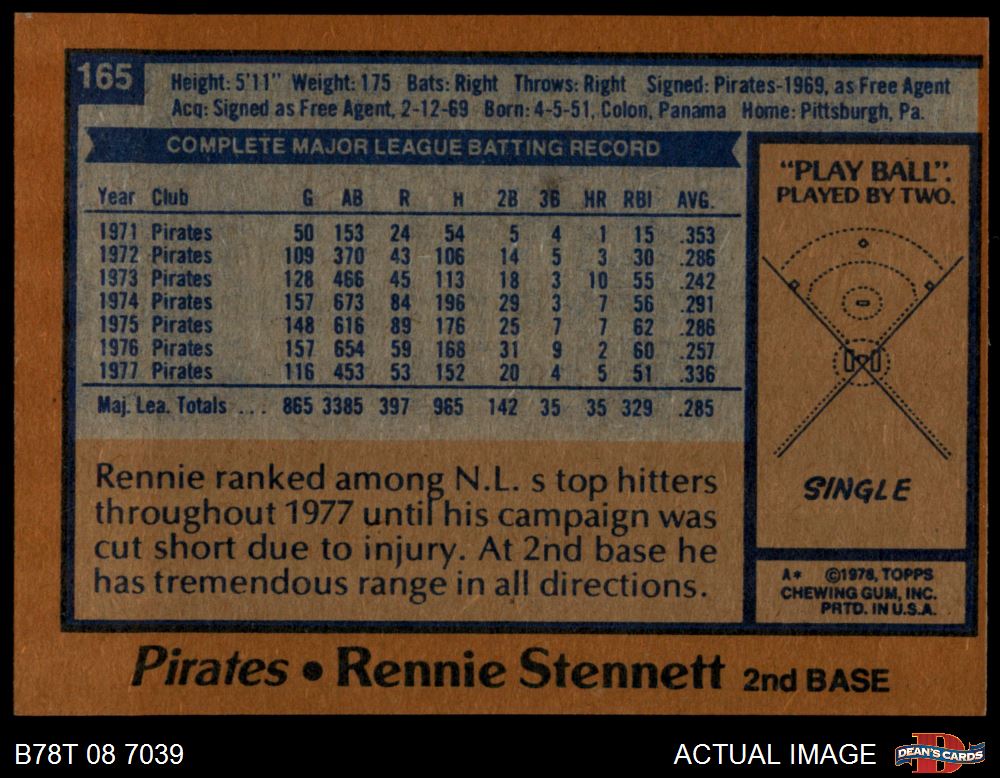 165
Height: 5'11" Weight: 175 Bats: Right Throws: Right Signed: Pirates-1969, as Free Agent
Acq: Signed as Free Agent, 2-12-69 Born: 4-5-51, Colon, Panama Home: Pittsburgh, Pa.
COMPLETE MAJOR LEAGUE BATTING RECORD
Year Club G AB R H 2B 3B HR RBI AVG.
1971 Pirates 50 153 24 54 5 4 1 15 .353
1972 Pirates 109 370 43 106 14 5 3 30 .286
1973 Pirates 128 466 45 113 18 3 10 55 .242
1974 Pirates 157 673 84 196 29 3 7 56 .291
1975 Pirates 148 616 89 176 25 7 7 62 .286
1976 Pirates 157 654 59 168 31 9 2 60 .257
1977 Pirates 116 453 53 152 20 4 5 51 .336
Maj. Lea. Totals ... 865 3385 397 965 142 35 35 329 .285
Rennie ranked among N.L. s top hitters
throughout 1977 until his campaign was
cut short due to injury. At 2nd base he
has tremendous range in all directions.
"PLAY BALL".
PLAYED BY TWO.
SINGLE
A* ©1978, TOPPS
CHEWING GUM, INC.
PRTD. IN U.S.A.
Pirates • Rennie Stennett 2nd BASE
B78T 08 7039
ACTUAL IMAGE
DEAN'S CARDS